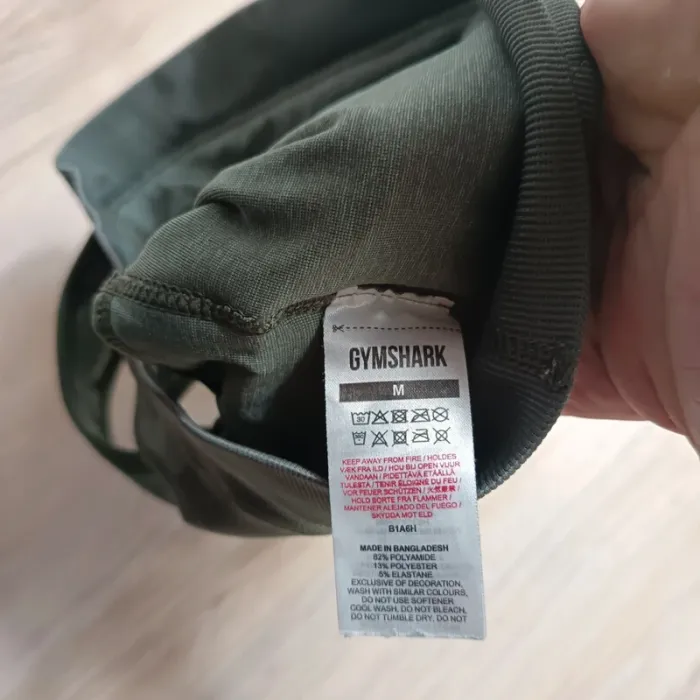 GYMSHARK
M
30
KEEP AWAY FROM FIRE / HOLDES
VÆK FRA ILD / HOU BIJ OPEN VUUR
VANDAAN / PIDETTÄVÄ ETÄÄLLÄ
TULESTA / TENIR ÉLOIGNÉ DU FEU /
VOR FEUER SCHÜTZEN / 火気厳禁 /
HOLD BORTE FRA FLAMMER /
MANTENER ALEJADO DEL FUEGO /
SKYDDA MOT ELD
B1A6H
MADE IN BANGLADESH
82% POLYAMIDE
13% POLYESTER
5% ELASTANE
EXCLUSIVE OF DECORATION,
WASH WITH SIMILAR COLOURS,
DO NOT USE SOFTENER
COOL WASH, DO NOT BLEACH,
DO NOT TUMBLE DRY, DO NOT